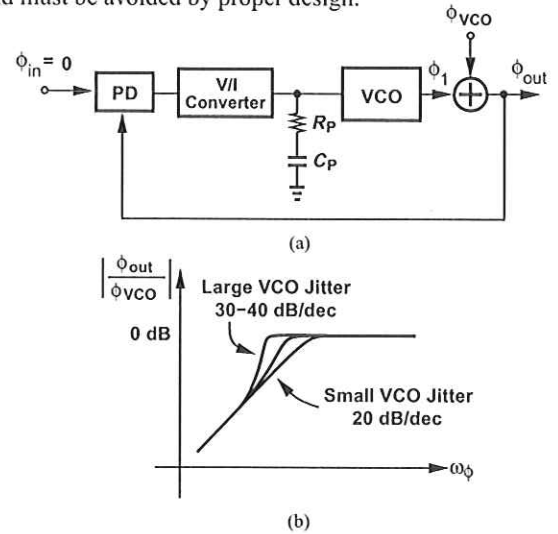 and must be avoided by proper design.
ϕVCO
ϕin = 0
PD
V/I
Converter
VCO
ϕ1
ϕout
RP
CP
(a)
ϕout
ϕVCO
Large VCO Jitter
30–40 dB/dec
0 dB
Small VCO Jitter
20 dB/dec
ωϕ
(b)